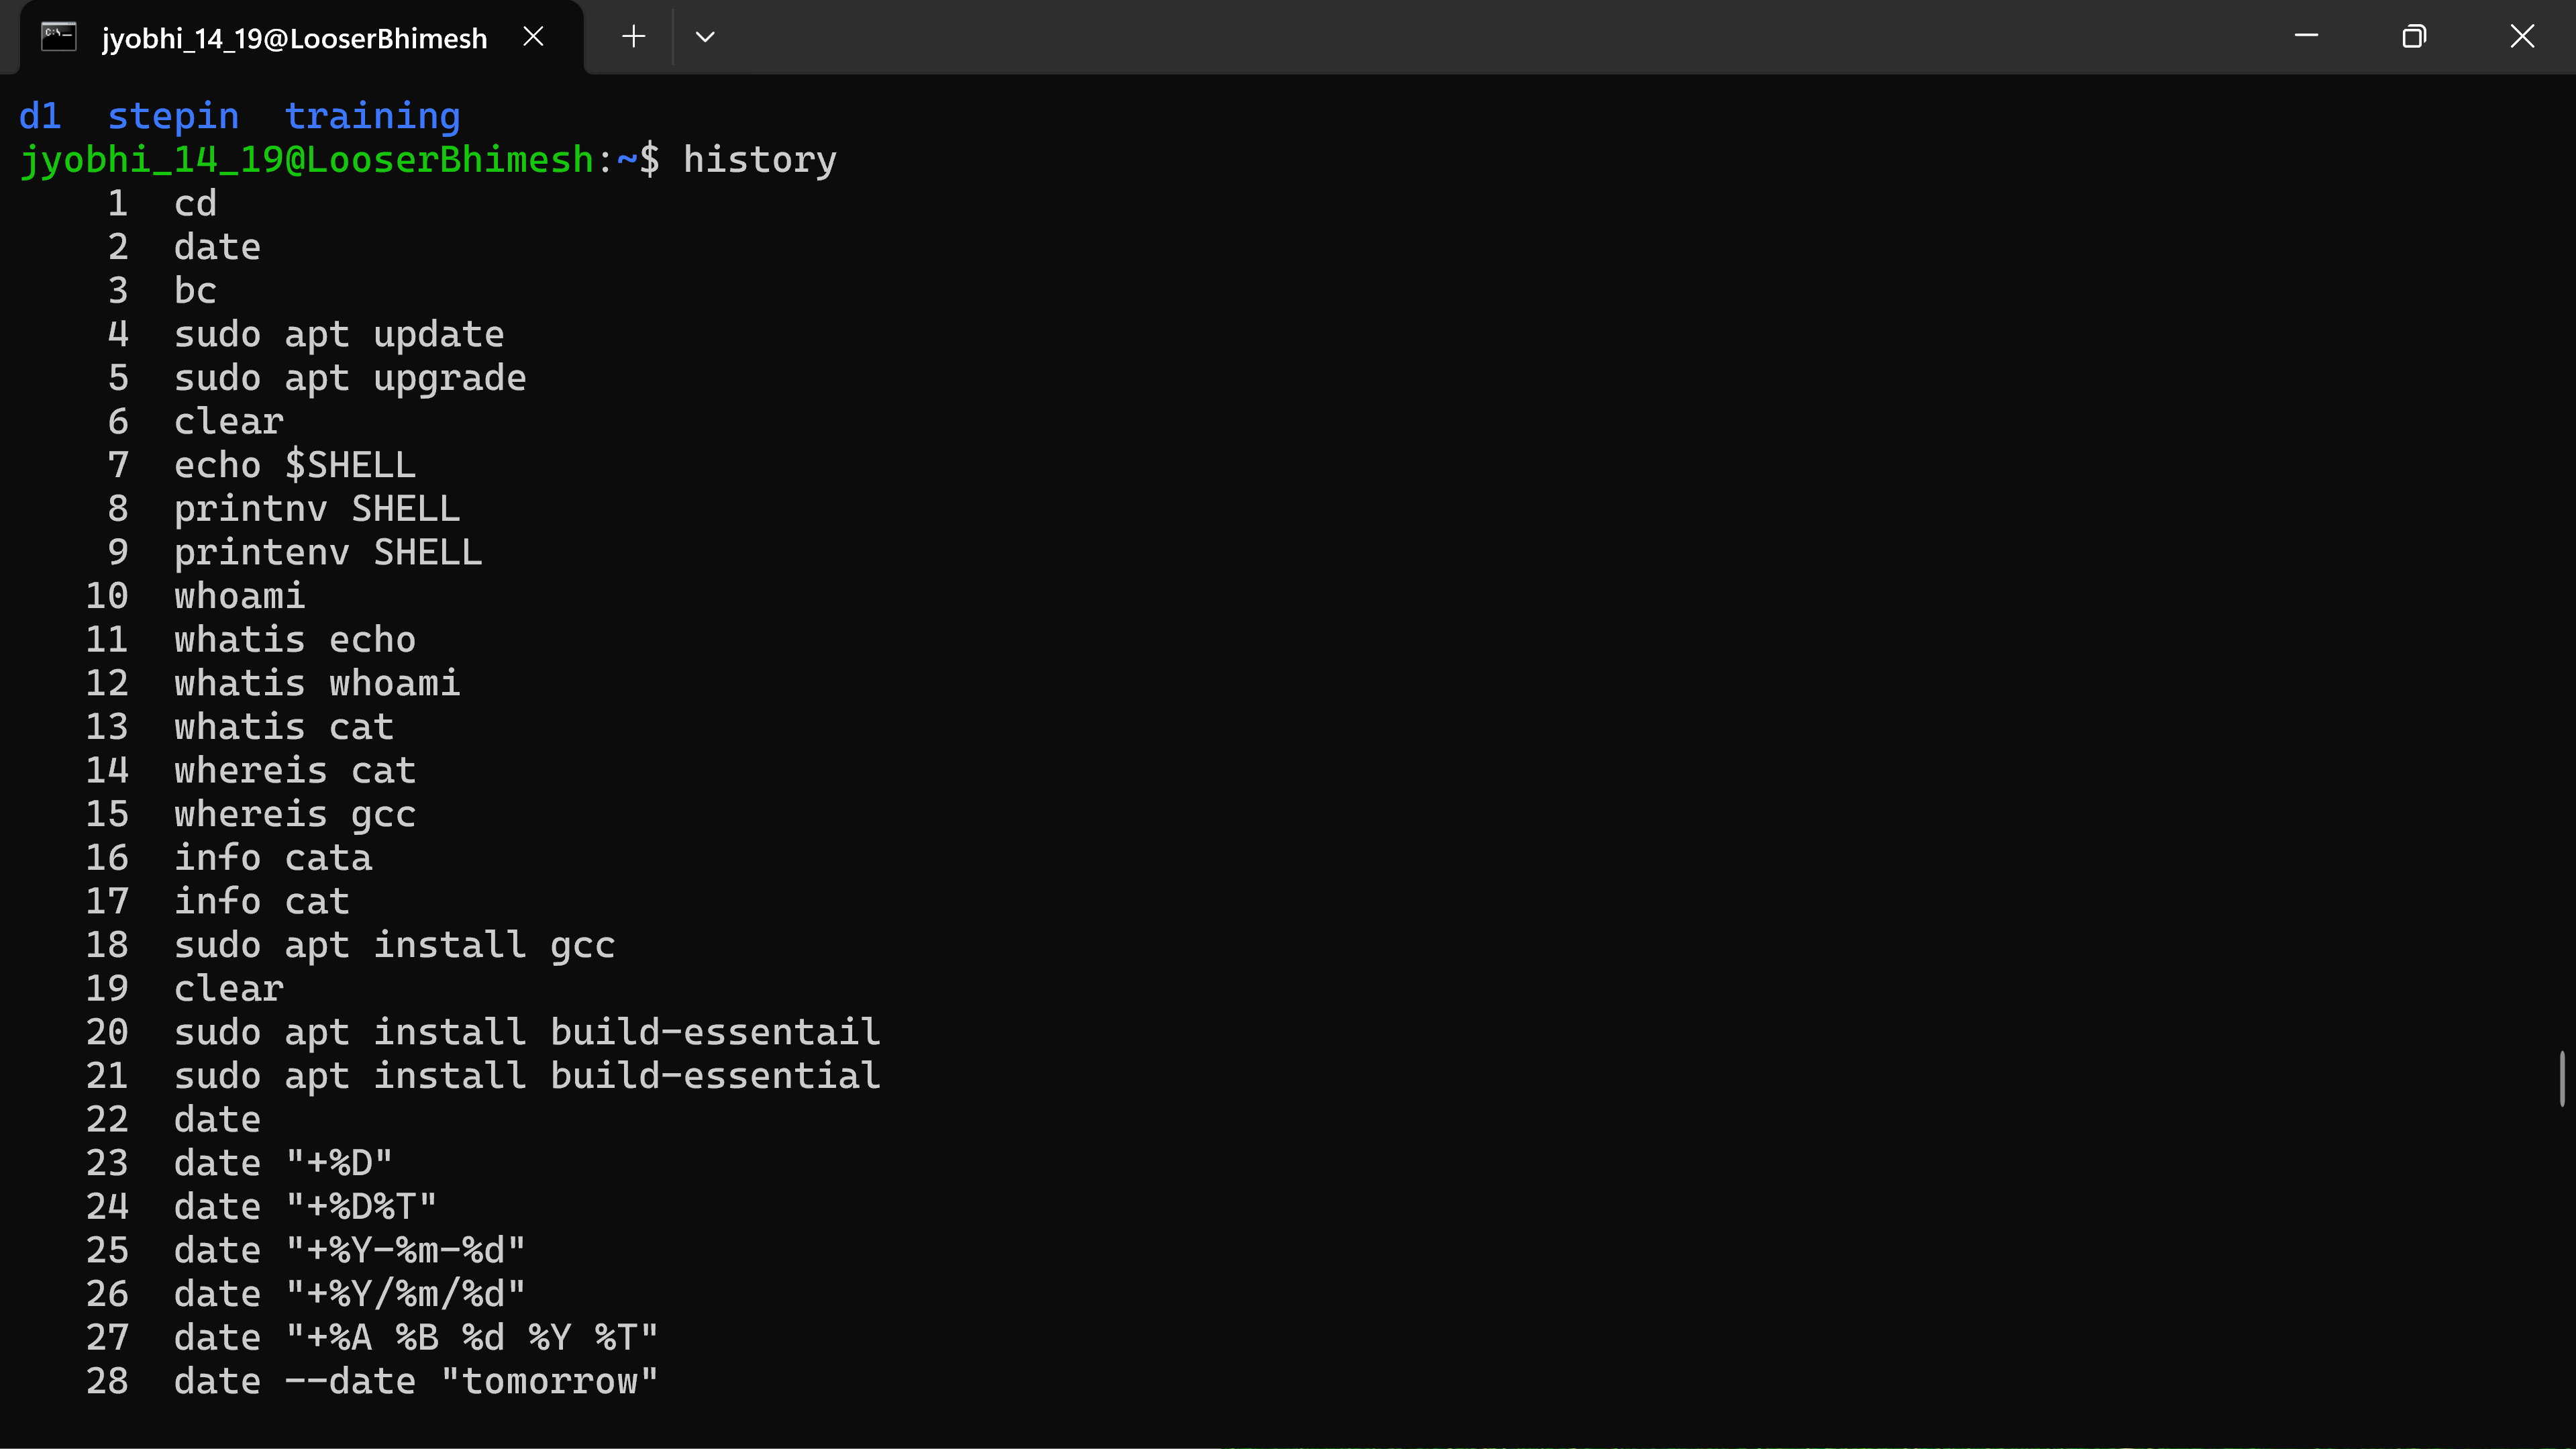 jyobhi_14_19@LooserBhimesh
d1  stepin  training
jyobhi_14_19@LooserBhimesh:~$ history
1  cd
2  date
3  bc
4  sudo apt update
5  sudo apt upgrade
6  clear
7  echo $SHELL
8  printnv SHELL
9  printenv SHELL
10  whoami
11  whatis echo
12  whatis whoami
13  whatis cat
14  whereis cat
15  whereis gcc
16  info cata
17  info cat
18  sudo apt install gcc
19  clear
20  sudo apt install build-essentail
21  sudo apt install build-essential
22  date
23  date "+%D"
24  date "+%D%T"
25  date "+%Y-%m-%d"
26  date "+%Y/%m/%d"
27  date "+%A %B %d %Y %T"
28  date --date "tomorrow"